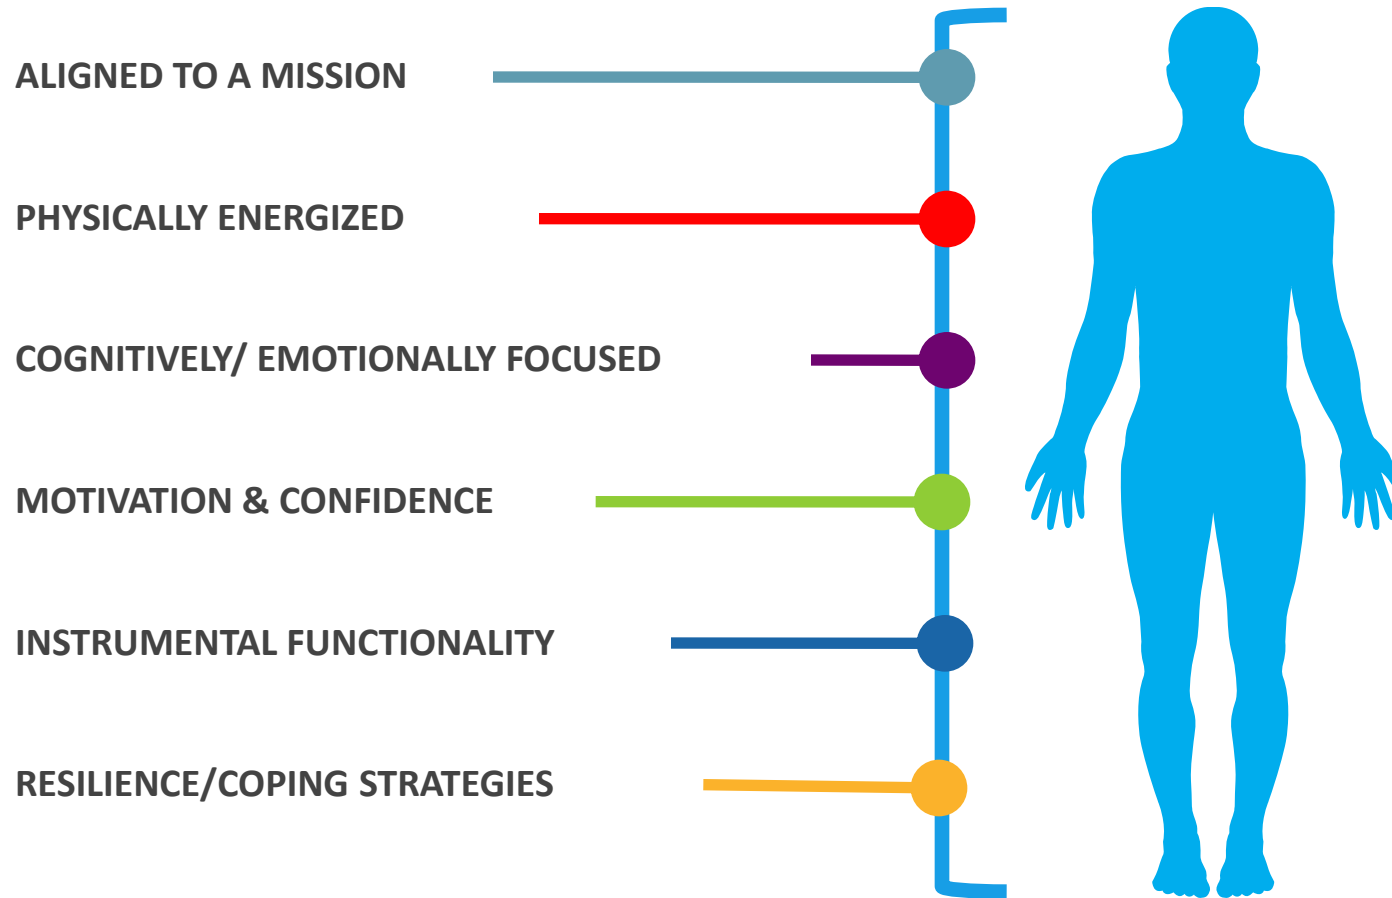 ALIGNED TO A MISSION
PHYSICALLY ENERGIZED
COGNITIVELY/ EMOTIONALLY FOCUSED
MOTIVATION & CONFIDENCE
INSTRUMENTAL FUNCTIONALITY
RESILIENCE/COPING STRATEGIES